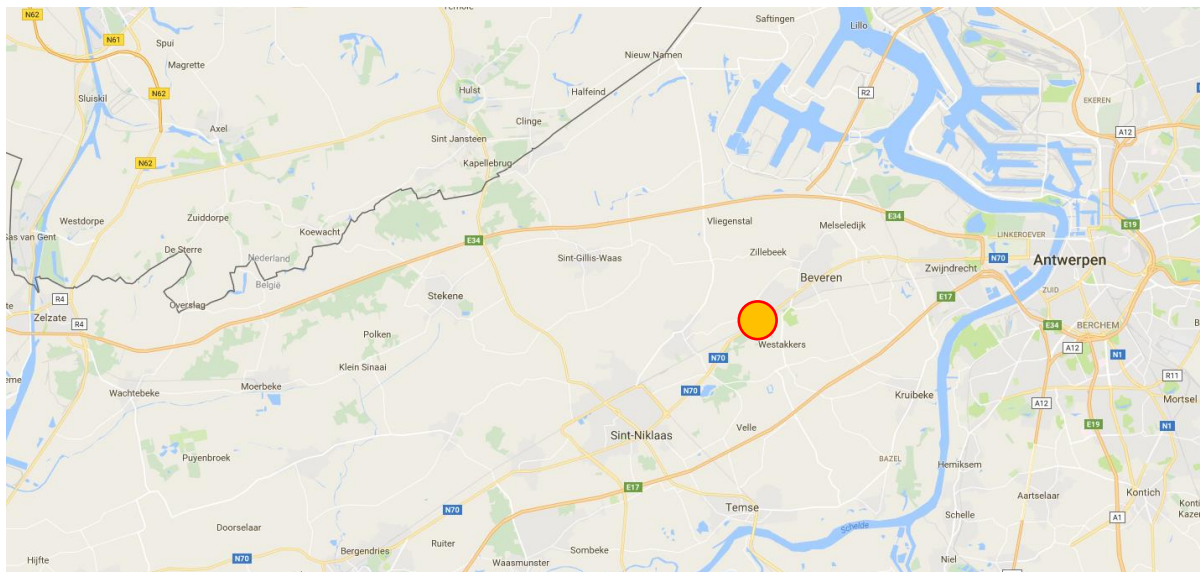 N62
Saftingen
Lillo
N61
Spui
Magrette
Nieuw Namen
R2
N62
Sluiskil
Hulst
Halfeind
EKEREN
Axel
Clinge
A12
Sint Jansteen
N62
Kapellebrug
Westdorpe
Zuiddorpe
Koewacht
Vliegenstal
Melseledijk
E34
E19
Sas van Gent
De Sterre
E34
LINKEROEVER
Nederland
België
Sint-Gillis-Waas
Zillebeek
N70
Antwerpen
Zwijndrecht
Beveren
R4
Overslag
Stekene
E17
ZUID
Zelzate
R4
Polken
E34
BERCHEM
Westakkers
A12
N1
N70
Klein Sinaai
R11
Wachtebeke
Moerbeke
N70
Kruibeke
A12
Mortsel
E19
N1
Sint-Niklaas
Velle
Puyenbroek
BAZEL
Hemiksem
E17
Aartselaar
Kontich
N70
Temse
Schelle
A1
Konti
Kazer
Doorselaar
Schelde
Ruiter
Hijfte
N70
Bergendries
Sombeke
Waasmunster
Niel